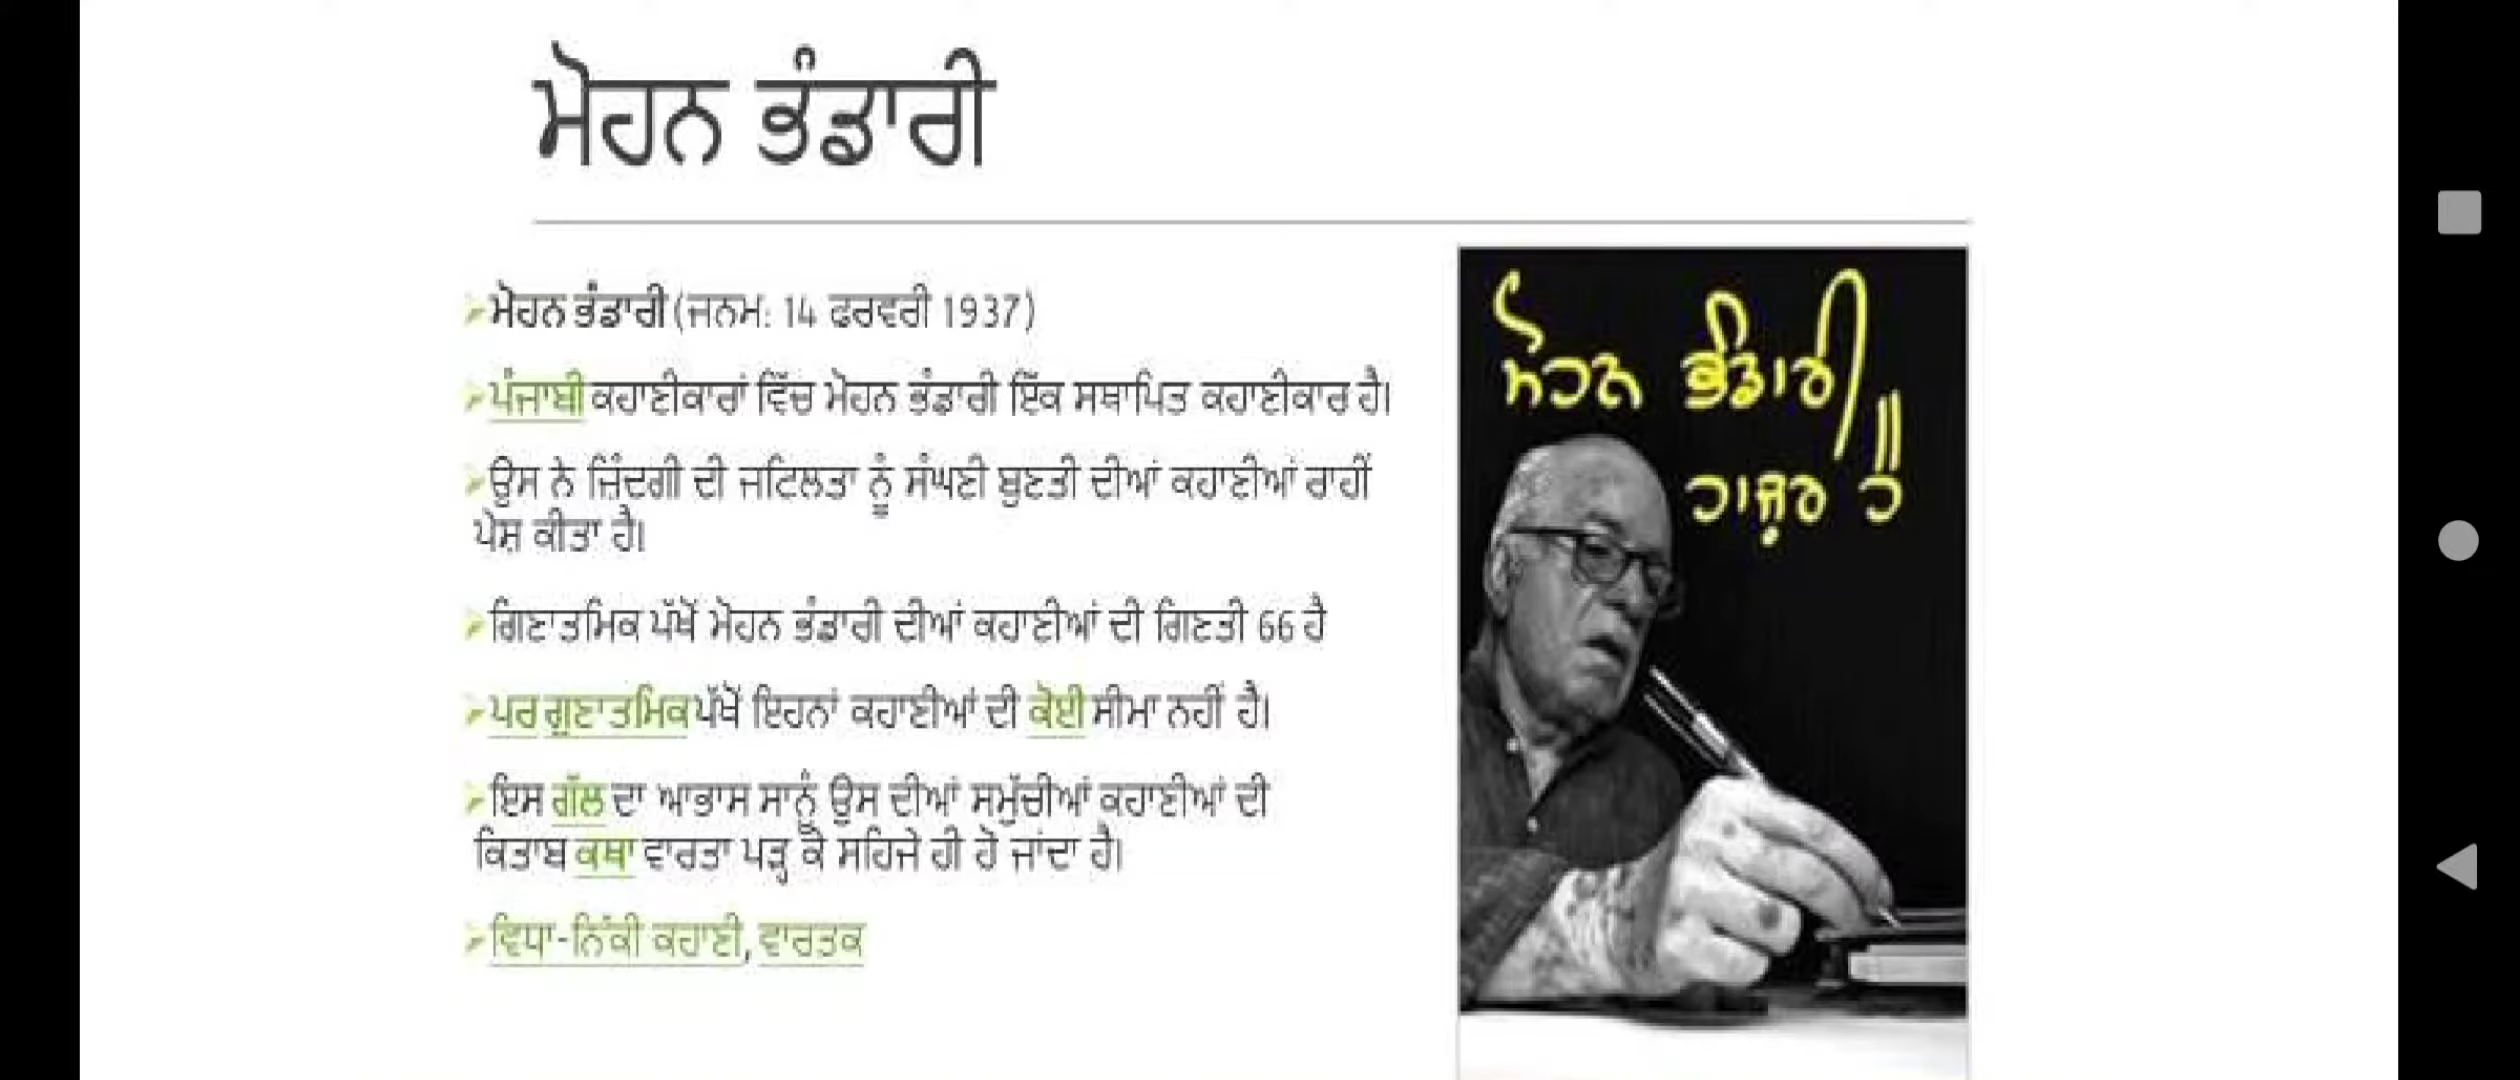 ਮੋਹਨ ਭੰਡਾਰੀ
ਮੋਹਨ ਭੰਡਾਰੀ (ਜਨਮ: 14 ਫਰਵਰੀ 1937)
ਪੰਜਾਬੀ ਕਹਾਣੀਕਾਰਾਂ ਵਿੱਚ ਮੋਹਨ ਭੰਡਾਰੀ ਇੱਕ ਸਥਾਪਿਤ ਕਹਾਣੀਕਾਰ ਹੈ।
ਉਸ ਨੇ ਜ਼ਿੰਦਗੀ ਦੀ ਜਟਿਲਤਾ ਨੂੰ ਸੰਘਣੀ ਬੁਣਤੀ ਦੀਆਂ ਕਹਾਣੀਆਂ ਰਾਹੀਂ
ਪੇਸ਼ ਕੀਤਾ ਹੈ।
ਗਿਣਾਤਮਿਕ ਪੱਖੋਂ ਮੋਹਨ ਭੰਡਾਰੀ ਦੀਆਂ ਕਹਾਣੀਆਂ ਦੀ ਗਿਣਤੀ 66 ਹੈ
ਪਰ ਗੁਣਾਤਮਿਕ ਪੱਖੋਂ ਇਹਨਾਂ ਕਹਾਣੀਆਂ ਦੀ ਕੋਈ ਸੀਮਾ ਨਹੀਂ ਹੈ।
ਇਸ ਗੱਲ ਦਾ ਆਭਾਸ ਸਾਨੂੰ ਉਸ ਦੀਆਂ ਸਮੁੱਚੀਆਂ ਕਹਾਣੀਆਂ ਦੀ
ਕਿਤਾਬ ਕਥਾ ਵਾਰਤਾ ਪੜ੍ਹ ਕੇ ਸਹਿਜੇ ਹੀ ਹੋ ਜਾਂਦਾ ਹੈ।
ਵਿਧਾ-ਨਿੱਕੀ ਕਹਾਣੀ, ਵਾਰਤਕ
ਮੋਹਨ ਭੰਡਾਰੀ
ਹਾਜ਼ਰ ਹੈ